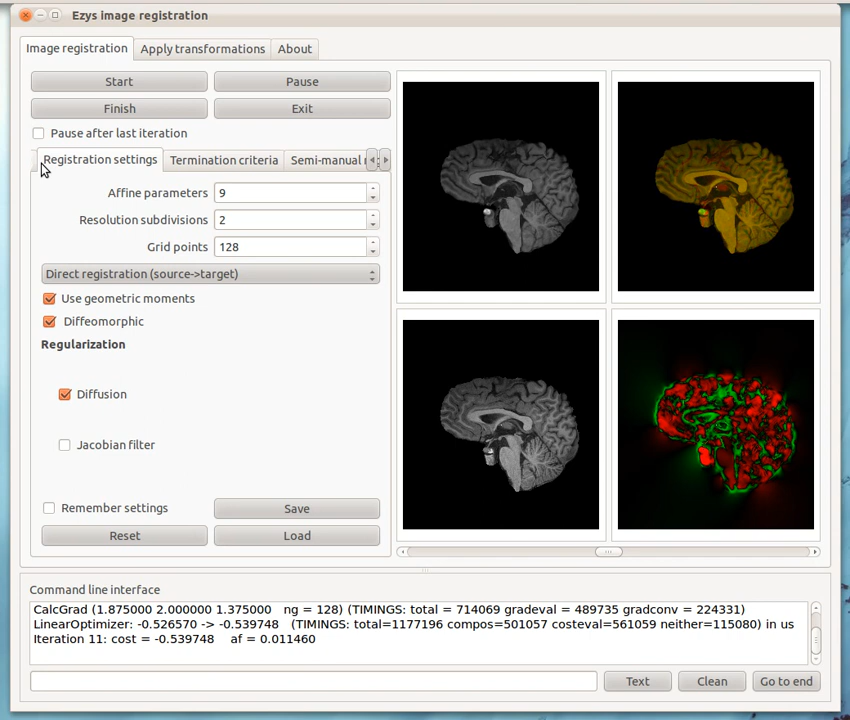 Ezys image registration
Image registration
Apply transformations
About
Start
Pause
Finish
Exit
Pause after last iteration
Registration settings
Termination criteria
Semi-manual
Affine parameters 9
Resolution subdivisions 2
Grid points 128
Direct registration (source->target)
Use geometric moments
Diffeomorphic
Regularization
Diffusion
Jacobian filter
Remember settings
Save
Reset
Load
Command line interface
CalcGrad (1.875000 2.000000 1.375000 ng = 128) (TIMINGS: total = 714069 gradeval = 489735 gradconv = 224331)
LinearOptimizer: -0.526570 -> -0.539748 (TIMINGS: total=1177196 compos=501057 costeval=561059 neither=115080) in us
Iteration 11: cost = -0.539748 af = 0.011460
Text
Clean
Go to end